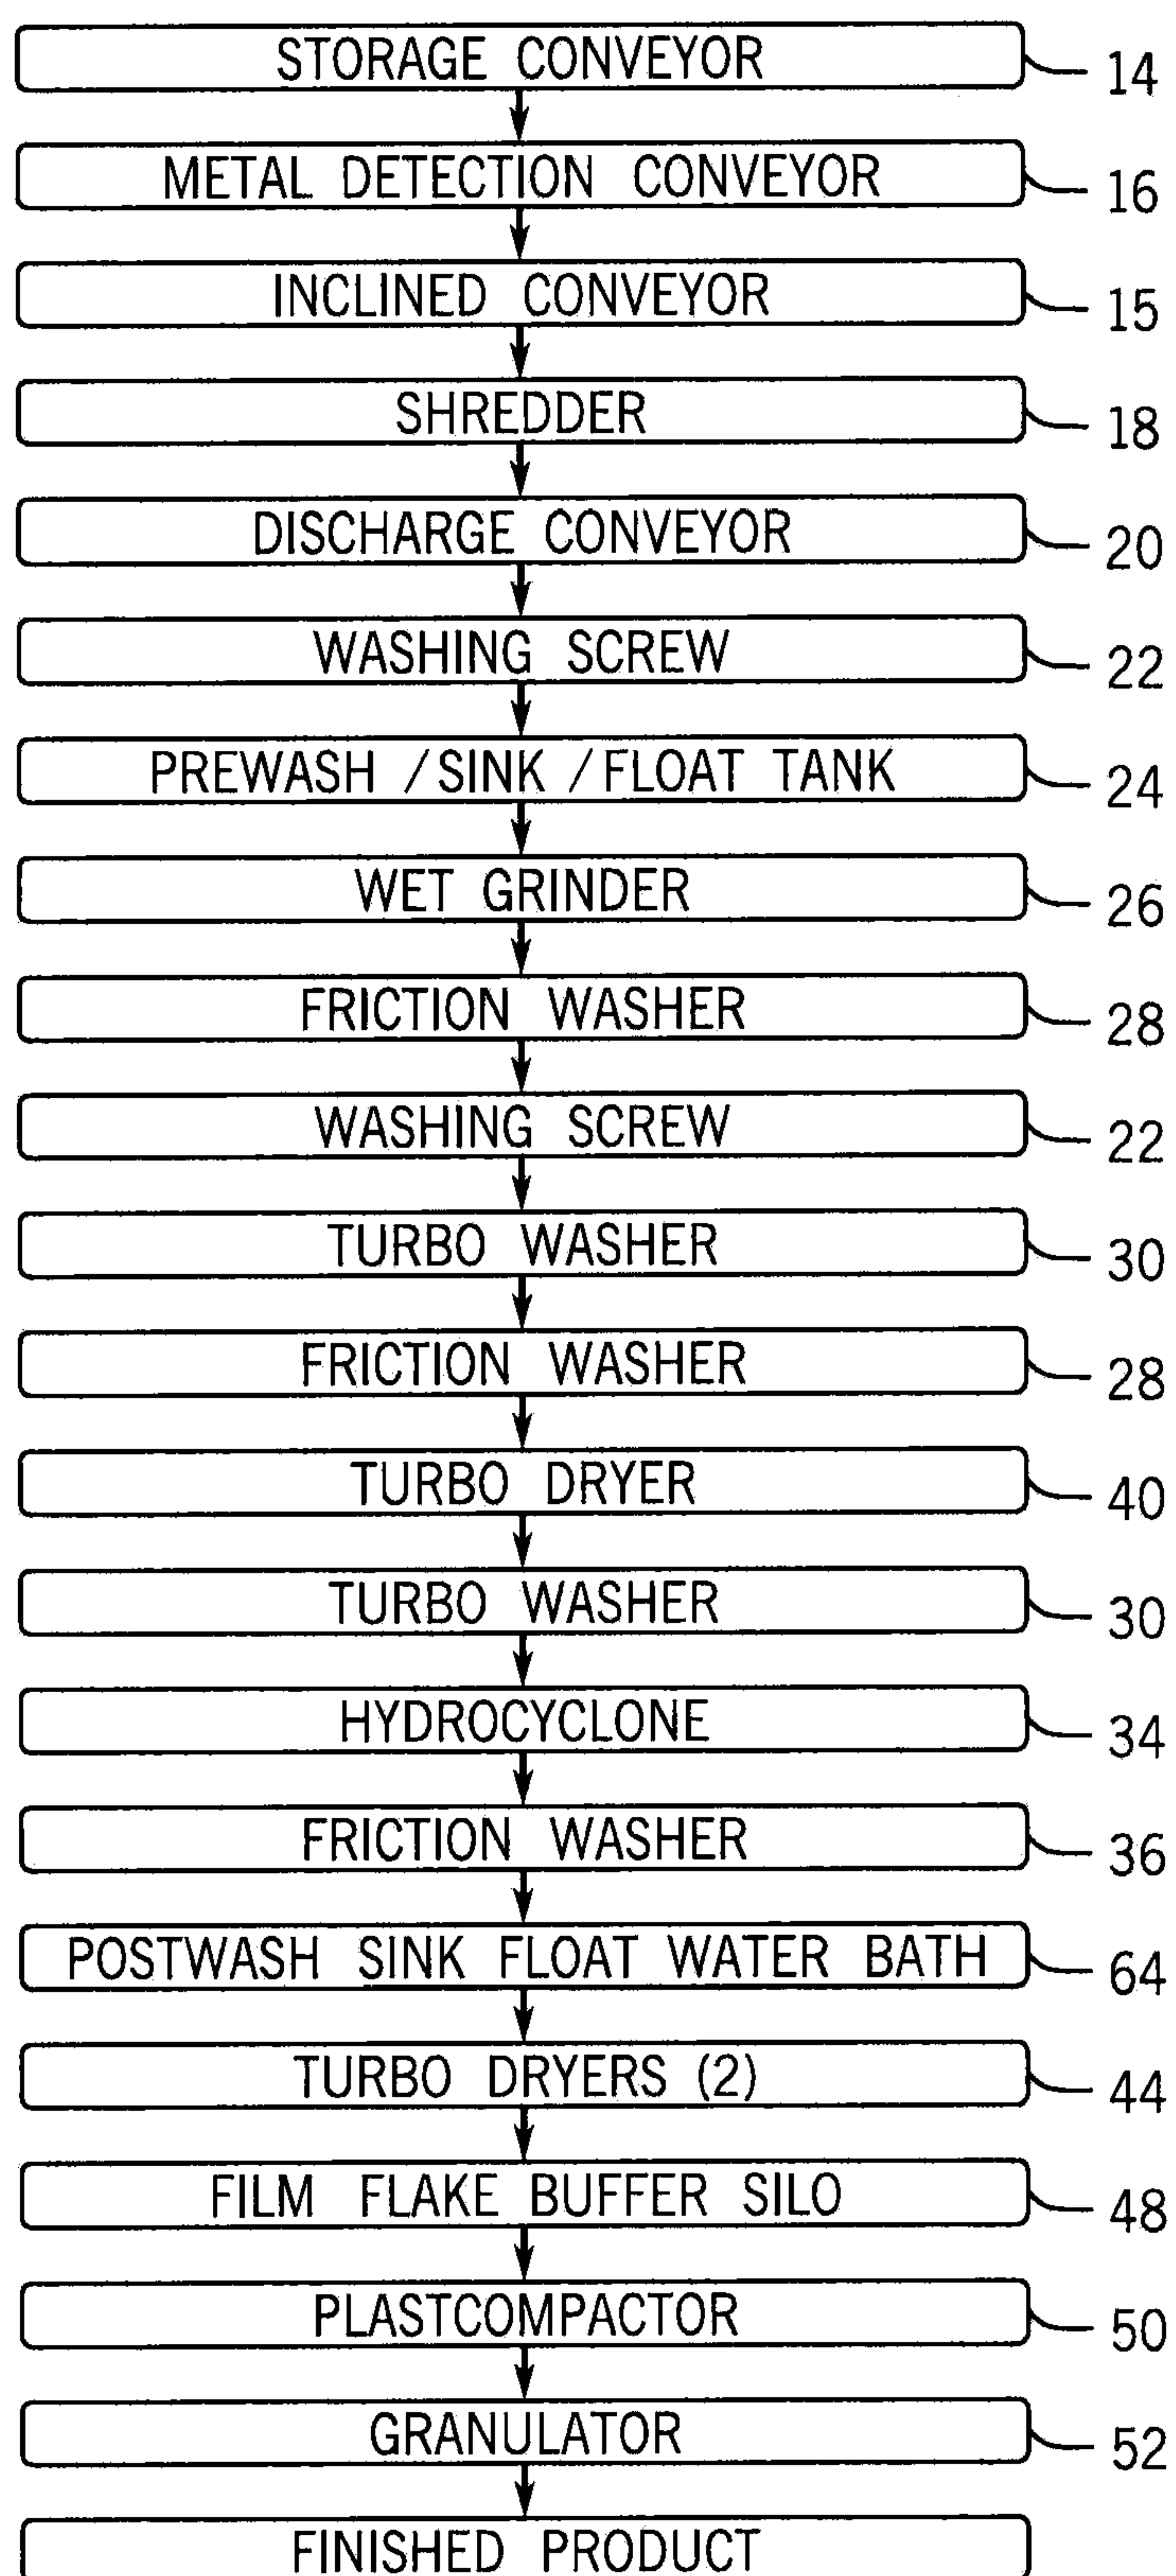 STORAGE CONVEYOR 14
METAL DETECTION CONVEYOR 16
INCLINED CONVEYOR 15
SHREDDER 18
DISCHARGE CONVEYOR 20
WASHING SCREW 22
PREWASH /SINK /FLOAT TANK 24
WET GRINDER 26
FRICTION WASHER 28
WASHING SCREW 22
TURBO WASHER 30
FRICTION WASHER 28
TURBO DRYER 40
TURBO WASHER 30
HYDROCYCLONE 34
FRICTION WASHER 36
POSTWASH SINK FLOAT WATER BATH 64
TURBO DRYERS (2) 44
FILM FLAKE BUFFER SILO 48
PLASTCOMPACTOR 50
GRANULATOR 52
FINISHED PRODUCT